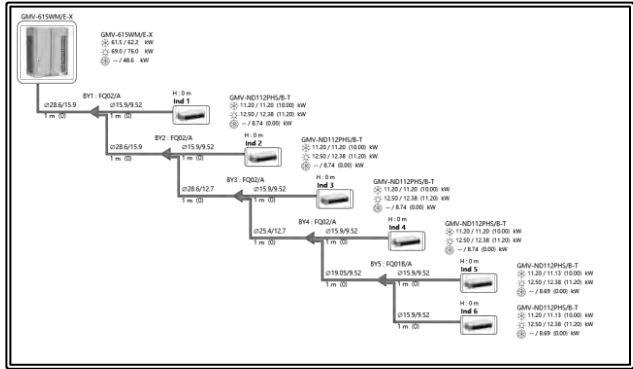 GMV-615WM/E-X
GMV-615WM/E-X
61.5 / 62.2 kW
69.0 / 76.0 kW
-- / 48.6 kW
BY1 : FQ02/A
Ø28.6/15.9
1 m (0)
Ø15.9/9.52
1 m (0)
H : 0 m
Ind 1
GMV-ND112PHS/B-T
11.20 / 11.20 (10.00) kW
12.50 / 12.38 (11.20) kW
-- / 8.74 (0.00) kW
BY2 : FQ02/A
Ø28.6/15.9
1 m (0)
Ø15.9/9.52
1 m (0)
H : 0 m
Ind 2
GMV-ND112PHS/B-T
11.20 / 11.20 (10.00) kW
12.50 / 12.38 (11.20) kW
-- / 8.74 (0.00) kW
BY3 : FQ02/A
Ø28.6/12.7
1 m (0)
Ø15.9/9.52
1 m (0)
H : 0 m
Ind 3
GMV-ND112PHS/B-T
11.20 / 11.20 (10.00) kW
12.50 / 12.38 (11.20) kW
-- / 8.74 (0.00) kW
BY4 : FQ02/A
Ø25.4/12.7
1 m (0)
Ø15.9/9.52
1 m (0)
H : 0 m
Ind 4
GMV-ND112PHS/B-T
11.20 / 11.20 (10.00) kW
12.50 / 12.38 (11.20) kW
-- / 8.74 (0.00) kW
BY5 : FQ01B/A
Ø19.05/9.52
1 m (0)
Ø15.9/9.52
1 m (0)
H : 0 m
Ind 5
GMV-ND112PHS/B-T
11.20 / 11.13 (10.00) kW
12.50 / 12.38 (11.20) kW
-- / 8.69 (0.00) kW
Ø15.9/9.52
1 m (0)
H : 0 m
Ind 6
GMV-ND112PHS/B-T
11.20 / 11.13 (10.00) kW
12.50 / 12.38 (11.20) kW
-- / 8.69 (0.00) kW